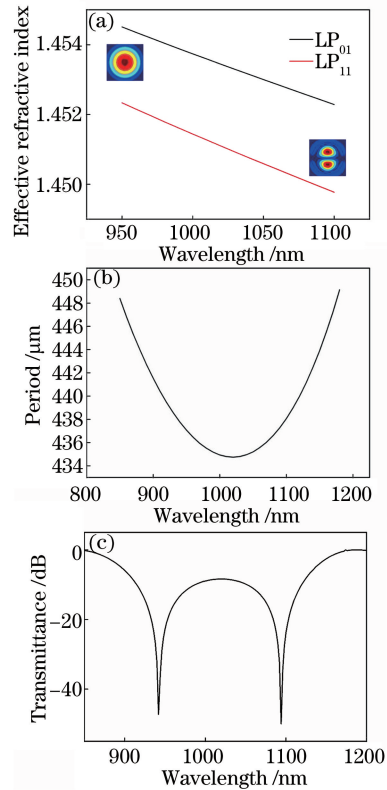 (a)
LP01
LP11
1.454
1.452
1.450
Effective refractive index
950 1000 1050 1100
Wavelength /nm
(b)
450
448
446
444
442
440
438
436
434
Period /μm
800 900 1000 1100 1200
Wavelength /nm
(c)
0
−20
−40
Transmittance /dB
900 1000 1100 1200
Wavelength /nm